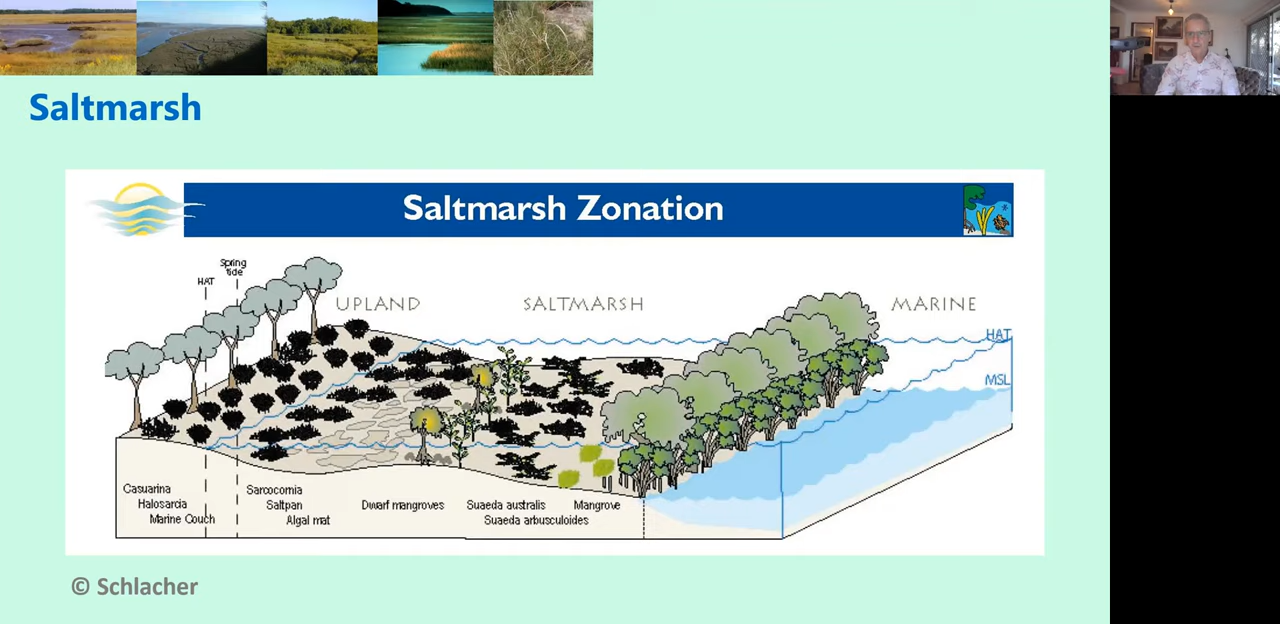 Saltmarsh
Saltmarsh Zonation
Spring
tide
HAT
UPLAND
SALTMARSH
MARINE
HAT
MSL
Casuarina
Halosarcia
Marine Couch
Sarcocornia
Saltpan
Algal mat
Dwarf mangroves
Suaeda australis
Suaeda arbusculoides
Mangrove
© Schlacher